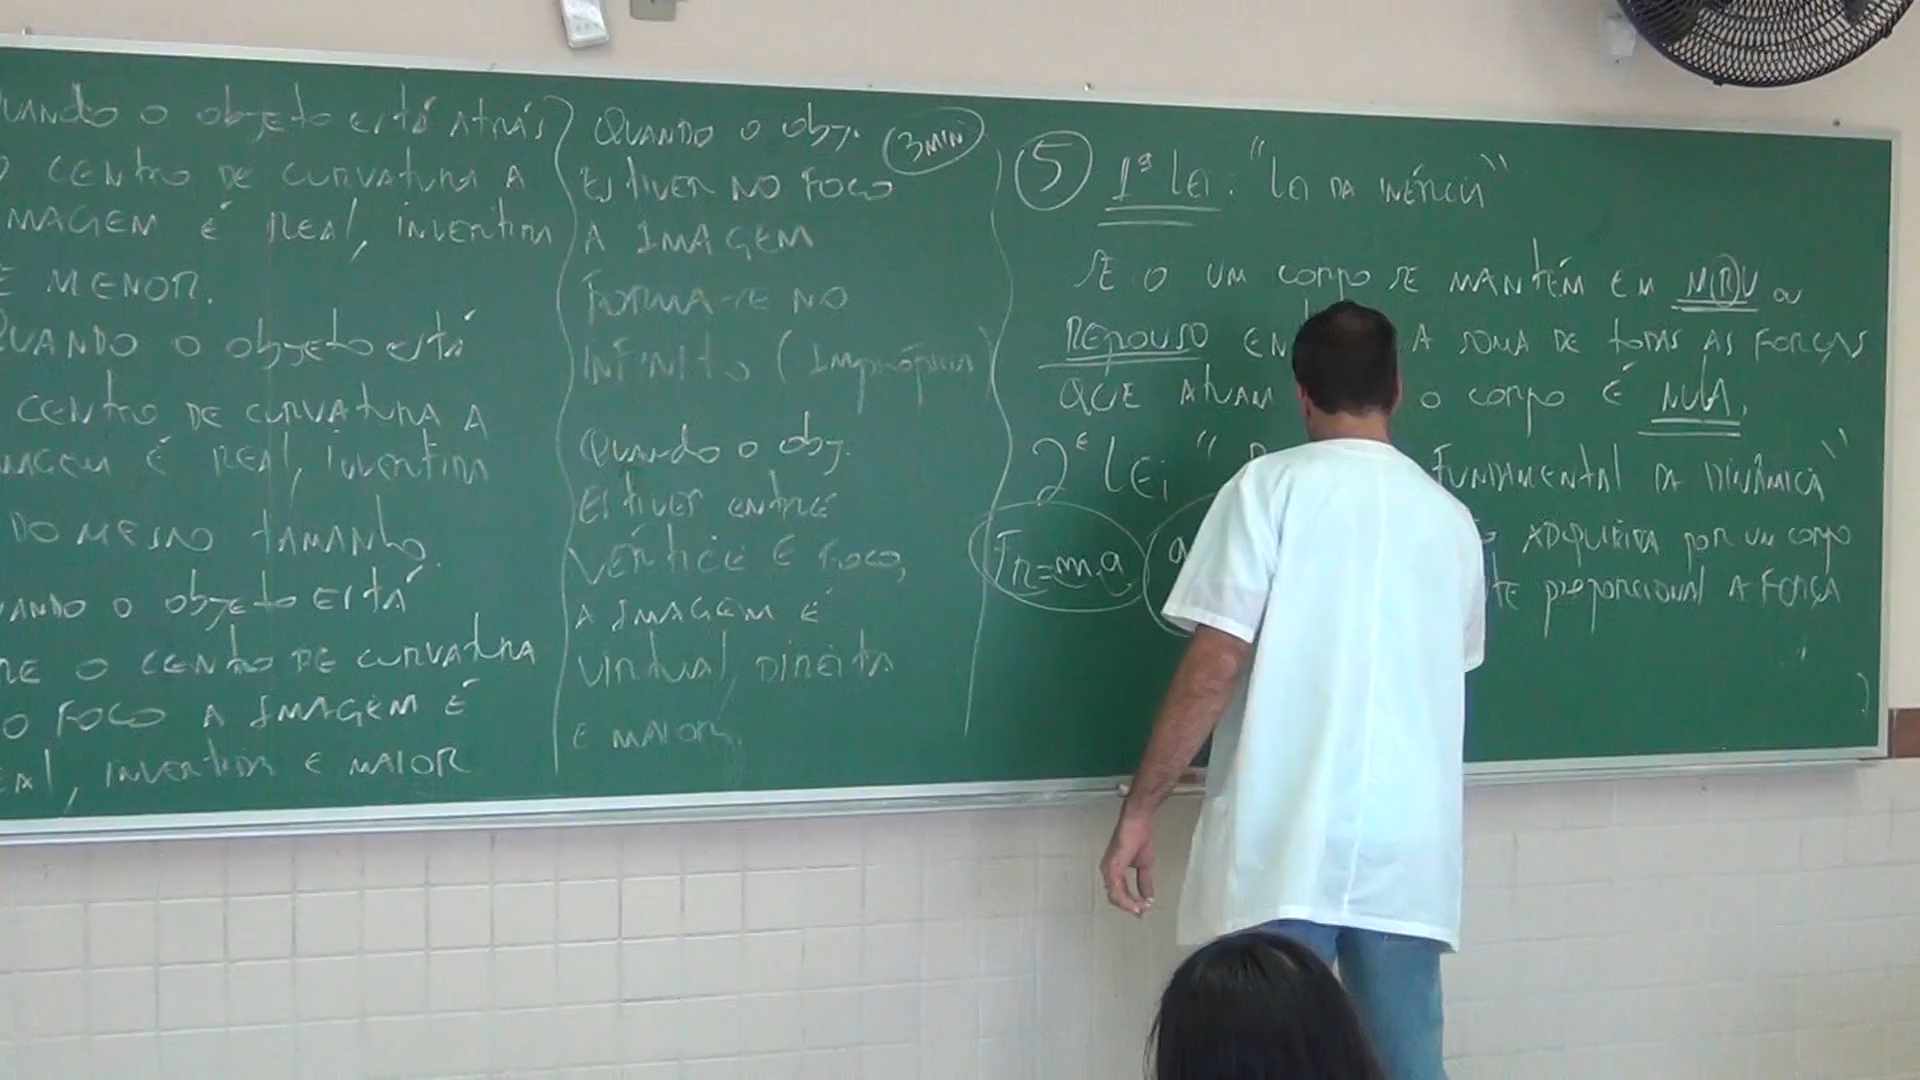 QUANDO O objeto está ATRÁS
O CENTRO DE CURVATURA A
IMAGEM É REAL, invertida
E MENOR.
QUANDO O objeto está
CENTRO DE CURVATURA A
IMAGEM É REAL, invertida
DO MESMO TAMANHO.
QUANDO O objeto ESTÁ
RE O CENTRO DE CURVATURA
O FOCO A IMAGEM É
REAL, INVERTIDA E MAIOR
QUANDO O obj. 3 MIN
ESTIVER NO FOCO
A IMAGEM
FORMA-SE NO
INFINITO (Imprópria
Quando o obj.
Estiver entre
VÉRTICE E FOCO,
A IMAGEM É
VIRTUAL, DIREITA
E MAIOR.
5 1ª LEI: "LEI DA INÉRCIA"
SE O UM corpo SE MANTÉM EM MRU ou
REPOUSO A SOMA DE TODAS AS FORÇAS
QUE ATUAM O CORPO É NULA.
2ª LEI " FUNDAMENTAL DA DINÂMICA"
FR=m.a a ADQUIRIDA por um corpo
TE proporcional A FORÇA